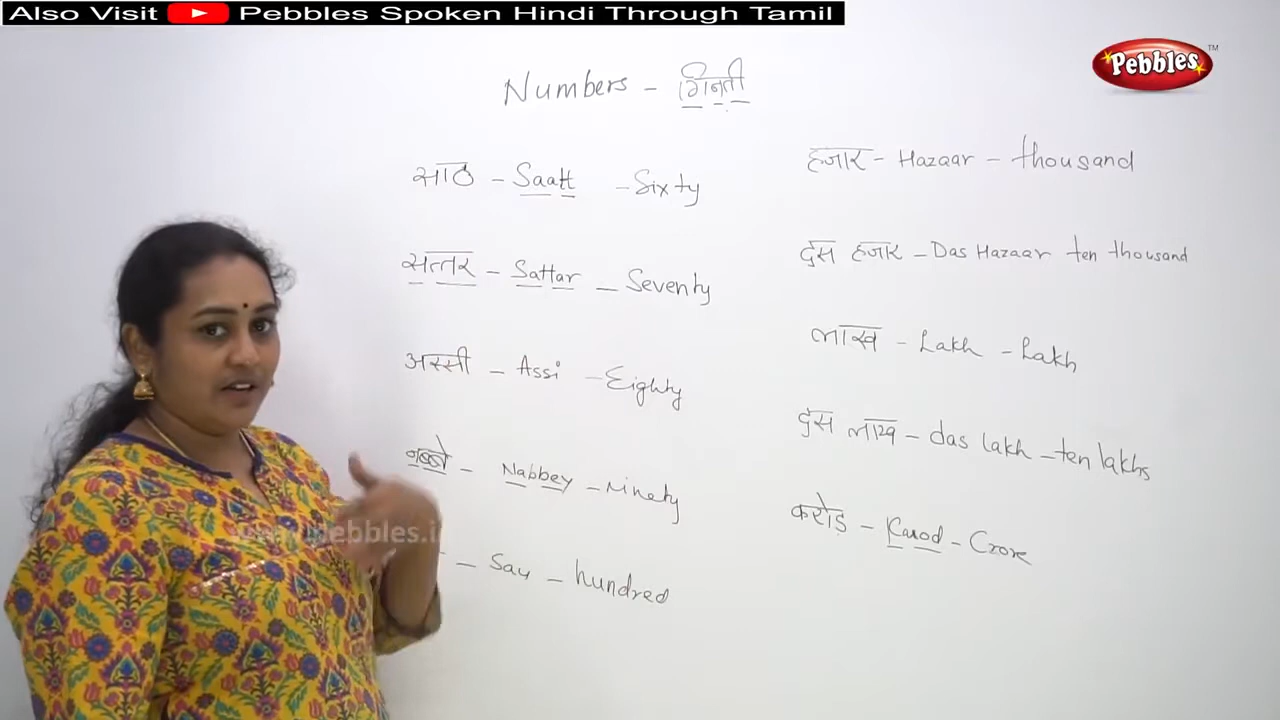 Also Visit Pebbles Spoken Hindi Through Tamil
Pebbles TM
Numbers - गिनती
साठ - Saatt - Sixty
सत्तर - Sattar - Seventy
अस्सी - Assi - Eighty
नब्बे - Nabbey - Ninety
- Sau - hundred
हजार - Hazaar - thousand
दस हजार - Das Hazaar ten thousand
लाख - Lakh - Lakh
दस लाख - das lakh - ten lakhs
करोड - Karod - Crore